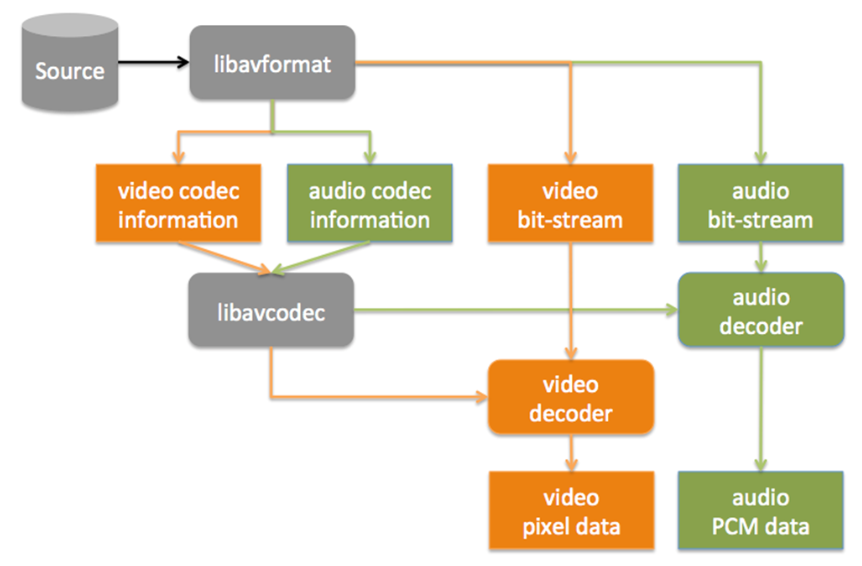 Source
libavformat
video codec
information
audio codec
information
video
bit-stream
audio
bit-stream
libavcodec
audio
decoder
video
decoder
video
pixel data
audio
PCM data